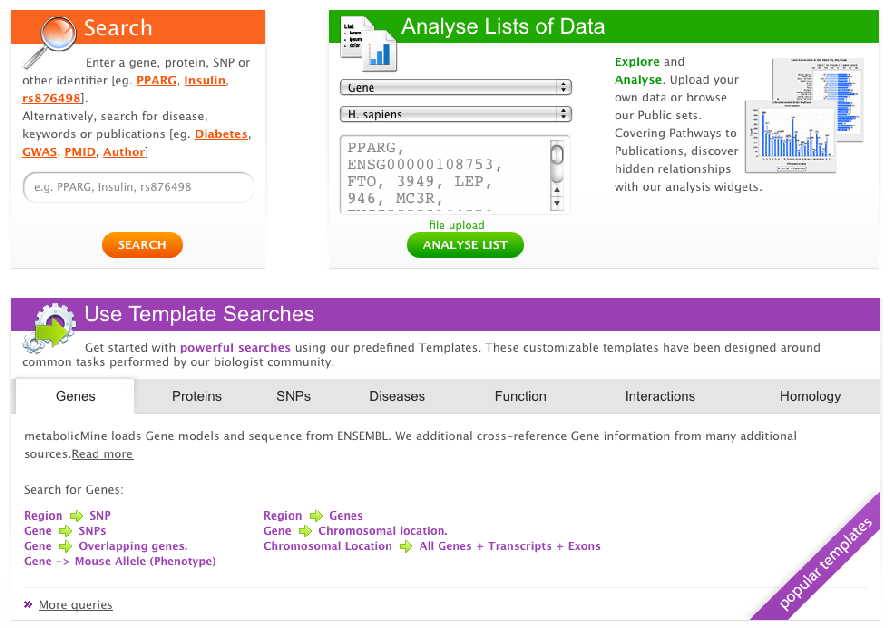 Search
Enter a gene, protein, SNP or
other identifier [eg. PPARG, Insulin,
rs876498].
Alternatively, search for disease,
keywords or publications [eg. Diabetes,
GWAS, PMID, Author]
e.g. PPARG, Insulin, rs876498
SEARCH
Analyse Lists of Data
Gene
H. sapiens
PPARG,
ENSG00000108753,
FTO, 3949, LEP,
946, MC3R,
file upload
ANALYSE LIST
Explore and
Analyse. Upload your
own data or browse
our Public sets.
Covering Pathways to
Publications, discover
hidden relationships
with our analysis widgets.
Use Template Searches
Get started with powerful searches using our predefined Templates. These customizable templates have been designed around
common tasks performed by our biologist community.
Genes Proteins SNPs Diseases Function Interactions Homology
metabolicMine loads Gene models and sequence from ENSEMBL. We additional cross-reference Gene information from many additional
sources.Read more
Search for Genes:
Region SNP
Gene SNPs
Gene Overlapping genes.
Gene -> Mouse Allele (Phenotype)
Region Genes
Gene Chromosomal location.
Chromosomal Location All Genes + Transcripts + Exons
popular templates
» More queries